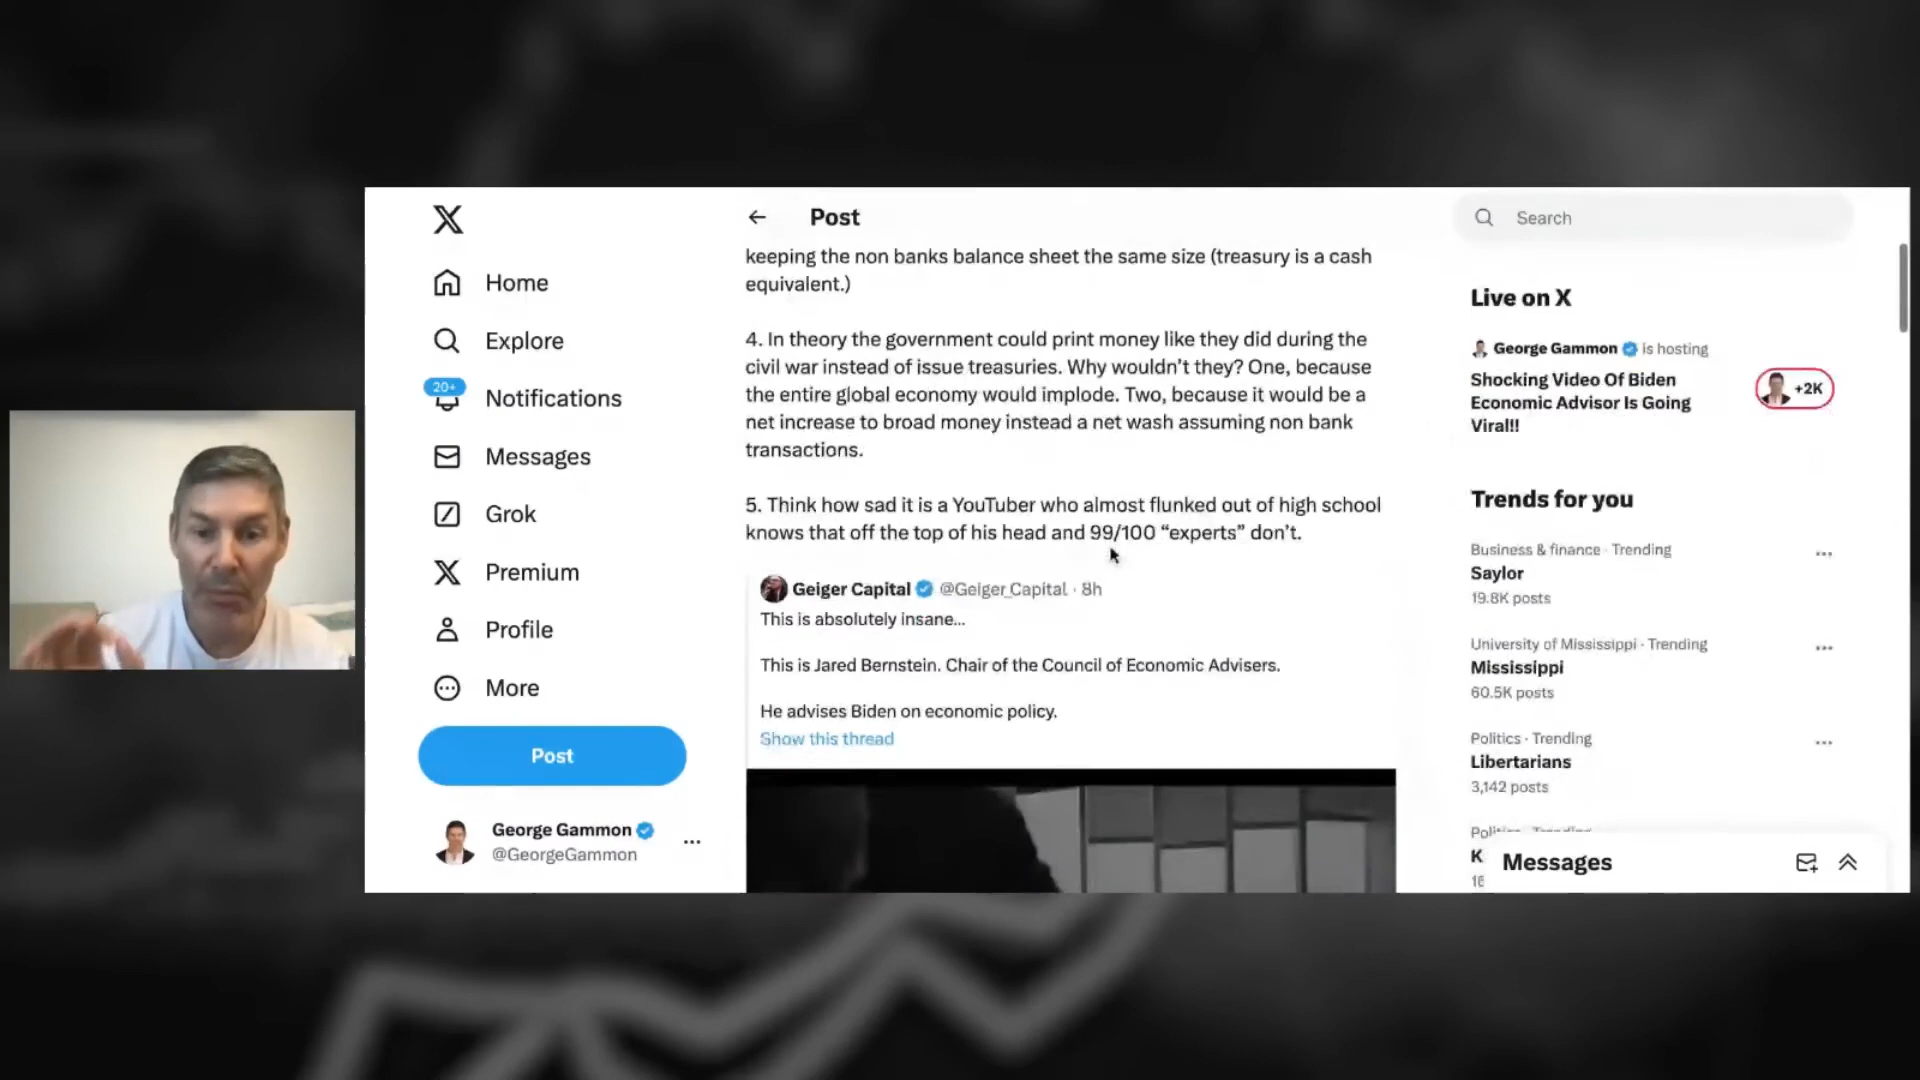 Home
Explore
20+
Notifications
Messages
Grok
Premium
Profile
More
Post
George Gammon
@GeorgeGammon
Post
keeping the non banks balance sheet the same size (treasury is a cash
equivalent.)
4. In theory the government could print money like they did during the
civil war instead of issue treasuries. Why wouldn't they? One, because
the entire global economy would implode. Two, because it would be a
net increase to broad money instead a net wash assuming non bank
transactions.
5. Think how sad it is a YouTuber who almost flunked out of high school
knows that off the top of his head and 99/100 “experts” don't.
Geiger Capital @Geiger_Capital · 8h
This is absolutely insane...
This is Jared Bernstein. Chair of the Council of Economic Advisers.
He advises Biden on economic policy.
Show this thread
Search
Live on X
George Gammon is hosting
Shocking Video Of Biden
Economic Advisor Is Going
Viral!!
+2K
Trends for you
Business & finance · Trending
Saylor
19.8K posts
University of Mississippi · Trending
Mississippi
60.5K posts
Politics · Trending
Libertarians
3,142 posts
K
Messages